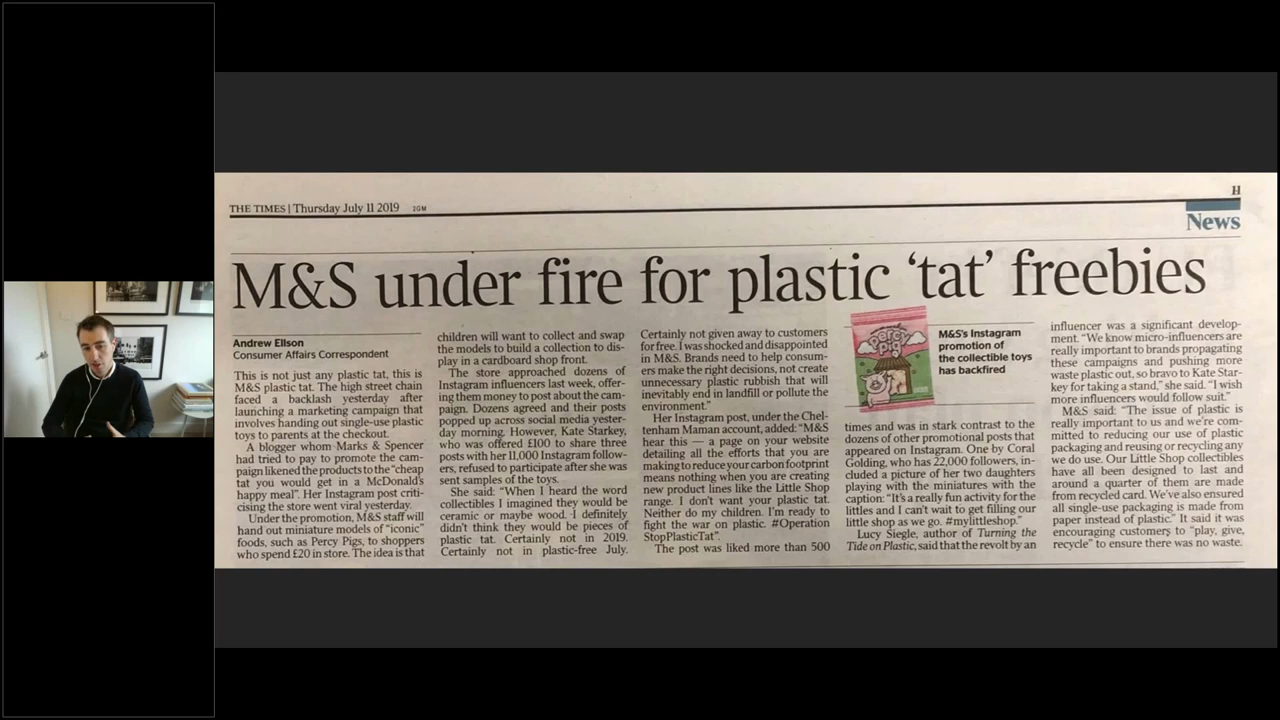 THE TIMES | Thursday July 11 2019 2GM
11
News
M&S under fire for plastic ‘tat’ freebies
Andrew Ellson
Consumer Affairs Correspondent
This is not just any plastic tat, this is
M&S plastic tat. The high street chain
faced a backlash yesterday after
launching a marketing campaign that
involves handing out single-use plastic
toys to parents at the checkout.
A blogger whom Marks & Spencer
had tried to pay to promote the cam-
paign likened the products to the “cheap
tat you would get in a McDonald’s
happy meal”. Her Instagram post criti-
cising the store went viral yesterday.
Under the promotion, M&S staff will
hand out miniature models of “iconic”
foods, such as Percy Pigs, to shoppers
who spend £20 in store. The idea is that
children will want to collect and swap
the models to build a collection to dis-
play in a cardboard shop front.
The store approached dozens of
Instagram influencers last week, offer-
ing them money to post about the cam-
paign. Dozens agreed and their posts
popped up across social media yester-
day morning. However, Kate Starkey,
who was offered £100 to share three
posts with her 11,000 Instagram follow-
ers, refused to participate after she was
sent samples of the toys.
She said: “When I heard the word
collectibles I imagined they would be
ceramic or maybe wood. I definitely
didn’t think they would be pieces of
plastic tat. Certainly not in 2019.
Certainly not in plastic-free July.
Certainly not given away to customers
for free. I was shocked and disappointed
in M&S. Brands need to help consum-
ers make the right decisions, not create
unnecessary plastic rubbish that will
inevitably end in landfill or pollute the
environment.”
Her Instagram post, under the Chel-
tenham Maman account, added: “M&S
hear this — a page on your website
detailing all the efforts that you are
making to reduce your carbon footprint
means nothing when you are creating
new product lines like the Little Shop
range. I don’t want your plastic tat.
Neither do my children. I’m ready to
fight the war on plastic. #Operation
StopPlasticTat”.
The post was liked more than 500
percy
pig
M&S’s Instagram
promotion of
the collectible toys
has backfired
times and was in stark contrast to the
dozens of other promotional posts that
appeared on Instagram. One by Coral
Golding, who has 22,000 followers, in-
cluded a picture of her two daughters
playing with the miniatures with the
caption: “It’s a really fun activity for the
littles and I can’t wait to get filling our
little shop as we go. #mylittleshop.”
Lucy Siegle, author of Turning the
Tide on Plastic, said that the revolt by an
influencer was a significant develop-
ment. “We know micro-influencers are
really important to brands propagating
these campaigns and pushing more
waste plastic out, so bravo to Kate Star-
key for taking a stand,” she said. “I wish
more influencers would follow suit.”
M&S said: “The issue of plastic is
really important to us and we’re com-
mitted to reducing our use of plastic
packaging and reusing or recycling any
we do use. Our Little Shop collectibles
have all been designed to last and
around a quarter of them are made
from recycled card. We’ve also ensured
all single-use packaging is made from
paper instead of plastic.” It said it was
encouraging customers to “play, give,
recycle” to ensure there was no waste.